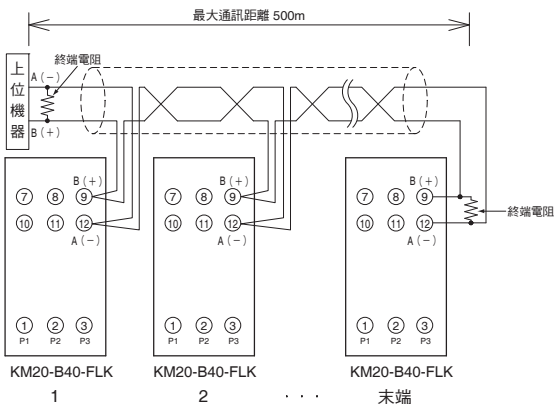 最大通訊距離 500m
上位機器
終端電阻
A(-)
B(+)
B(+)
7 8 9
10 11 12
A(-)
1 2 3
P1 P2 P3
KM20-B40-FLK
1
B(+)
7 8 9
10 11 12
A(-)
1 2 3
P1 P2 P3
KM20-B40-FLK
2
· · ·
B(+)
7 8 9
10 11 12
A(-)
終端電阻
1 2 3
P1 P2 P3
KM20-B40-FLK
末端